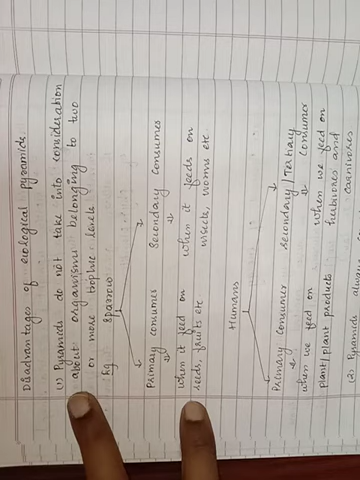 Disadvantages of ecological pyramids
(1) Pyramids do not take into consideration
about organisms belonging to two
or more trophic levels
Eg Sparrow
Primary consumes Secondary consumes
when it feed on when it feeds on
seeds, fruits etc insects, worms etc
Humans
Primary consumer secondary/Tertiary
consumer
when we feed on when we feed on
plant/plant products herbivores and
carnivores
(2) Pyramids always